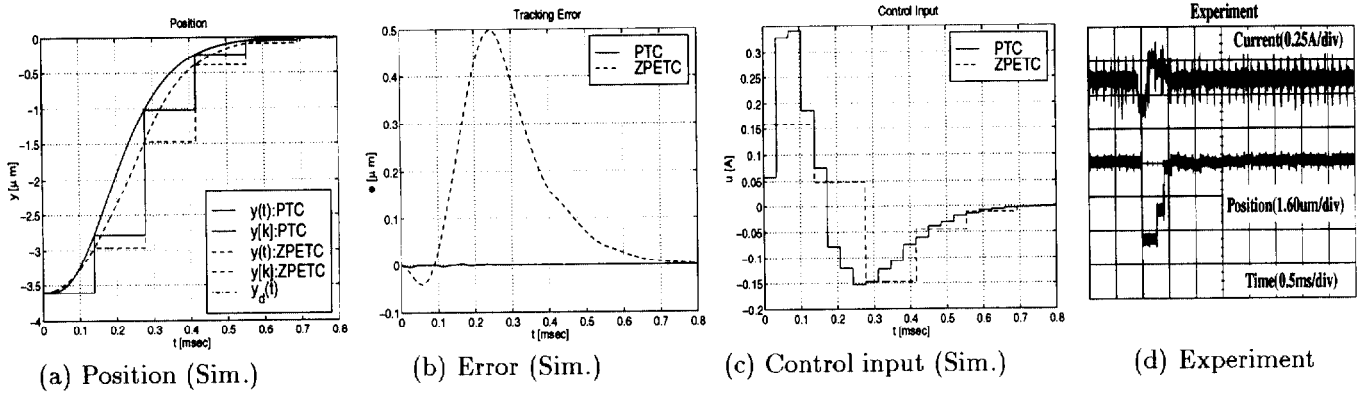 Position
y [μ m]
0
−0.5
−1
−1.5
−2
−2.5
−3
−3.5
−4
0 0.1 0.2 0.3 0.4 0.5 0.6 0.7 0.8
t [msec]
y(t):PTC
y[k]:PTC
y(t):ZPETC
y[k]:ZPETC
y_d(t)
(a) Position (Sim.)
Tracking Error
e [μ m]
0.5
0.4
0.3
0.2
0.1
0
−0.1
0 0.1 0.2 0.3 0.4 0.5 0.6 0.7 0.8
t [msec]
PTC
ZPETC
(b) Error (Sim.)
Control Input
u (A)
0.3
0.25
0.2
0.15
0.1
0.05
0
−0.05
−0.1
−0.15
−0.2
0 0.1 0.2 0.3 0.4 0.5 0.6 0.7 0.8
t [msec]
PTC
ZPETC
(c) Control input (Sim.)
Experiment
Current(0.25A/div)
Position(1.60um/div)
Time(0.5ms/div)
(d) Experiment